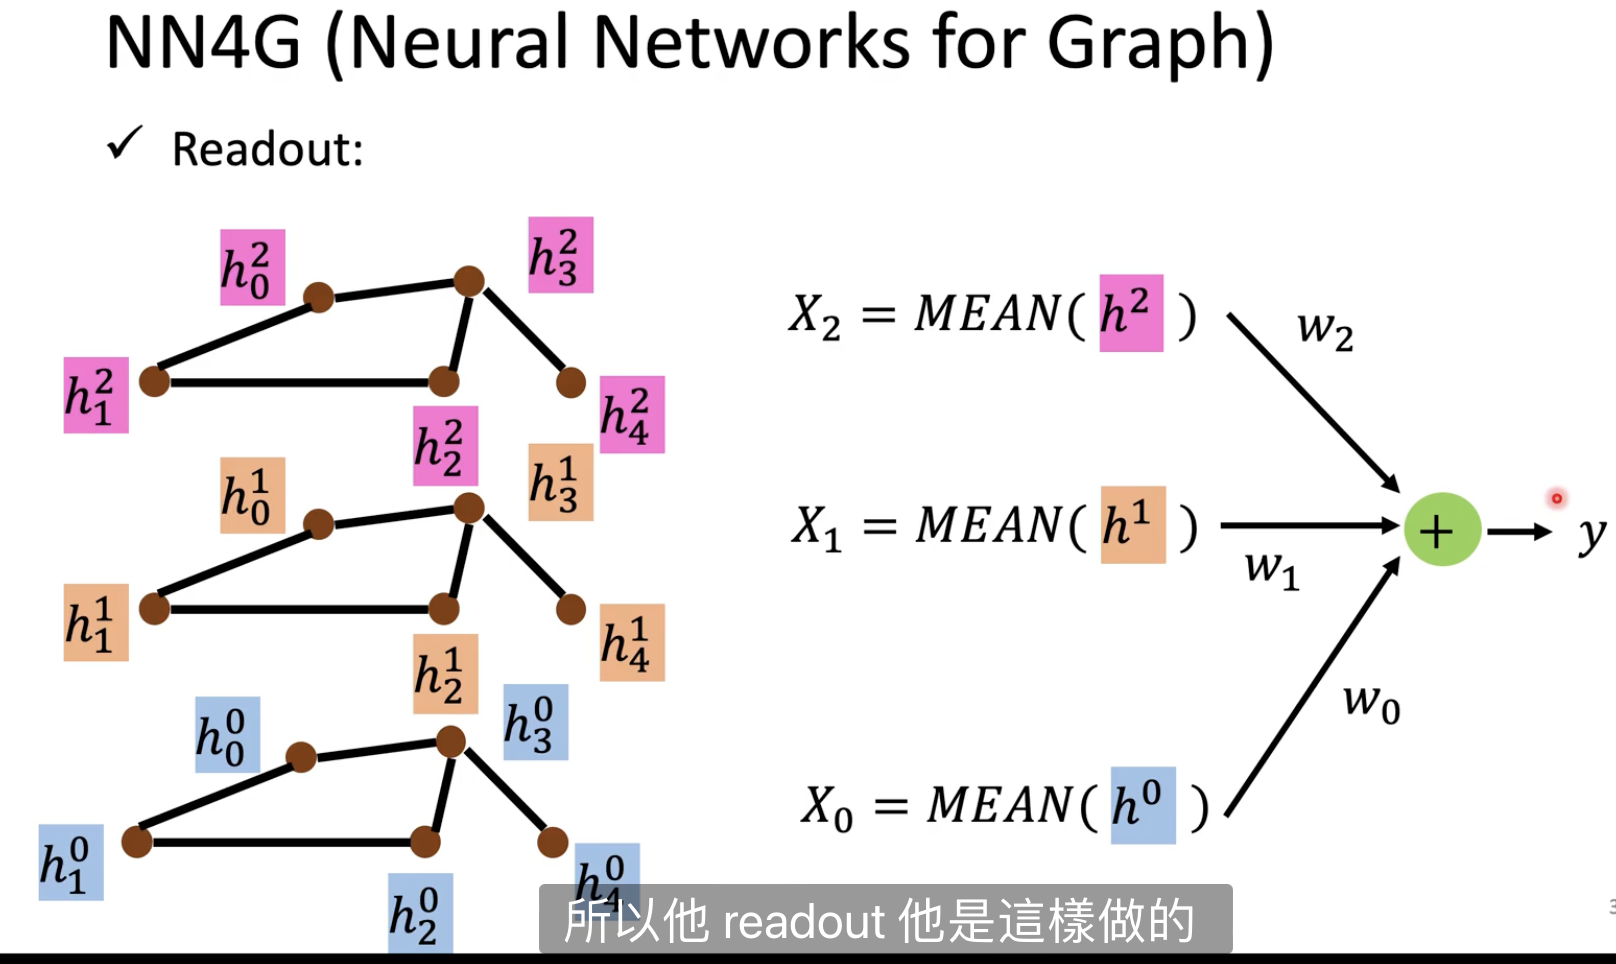 NN4G (Neural Networks for Graph)
✓ Readout:
h_0^2
h_3^2
h_1^2
h_2^2
h_4^2
h_0^1
h_3^1
h_1^1
h_2^1
h_4^1
h_0^0
h_3^0
h_1^0
h_2^0
h_4^0
X_2 = MEAN( h^2 )
w_2
X_1 = MEAN( h^1 )
w_1
+
y
w_0
X_0 = MEAN( h^0 )
所以他 readout 他是這樣做的